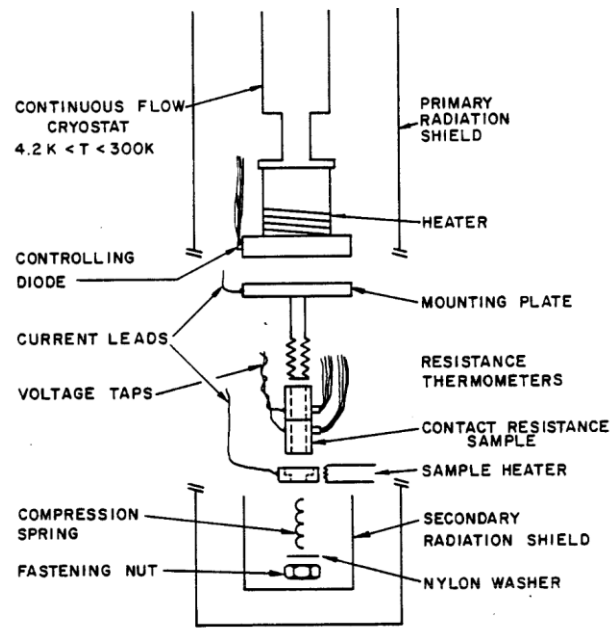 CONTINUOUS FLOW
CRYOSTAT
4.2 K < T < 300K
PRIMARY
RADIATION
SHIELD
HEATER
CONTROLLING
DIODE
MOUNTING PLATE
CURRENT LEADS
RESISTANCE
THERMOMETERS
VOLTAGE TAPS
CONTACT RESISTANCE
SAMPLE
SAMPLE HEATER
COMPRESSION
SPRING
SECONDARY
RADIATION SHIELD
FASTENING NUT
NYLON WASHER